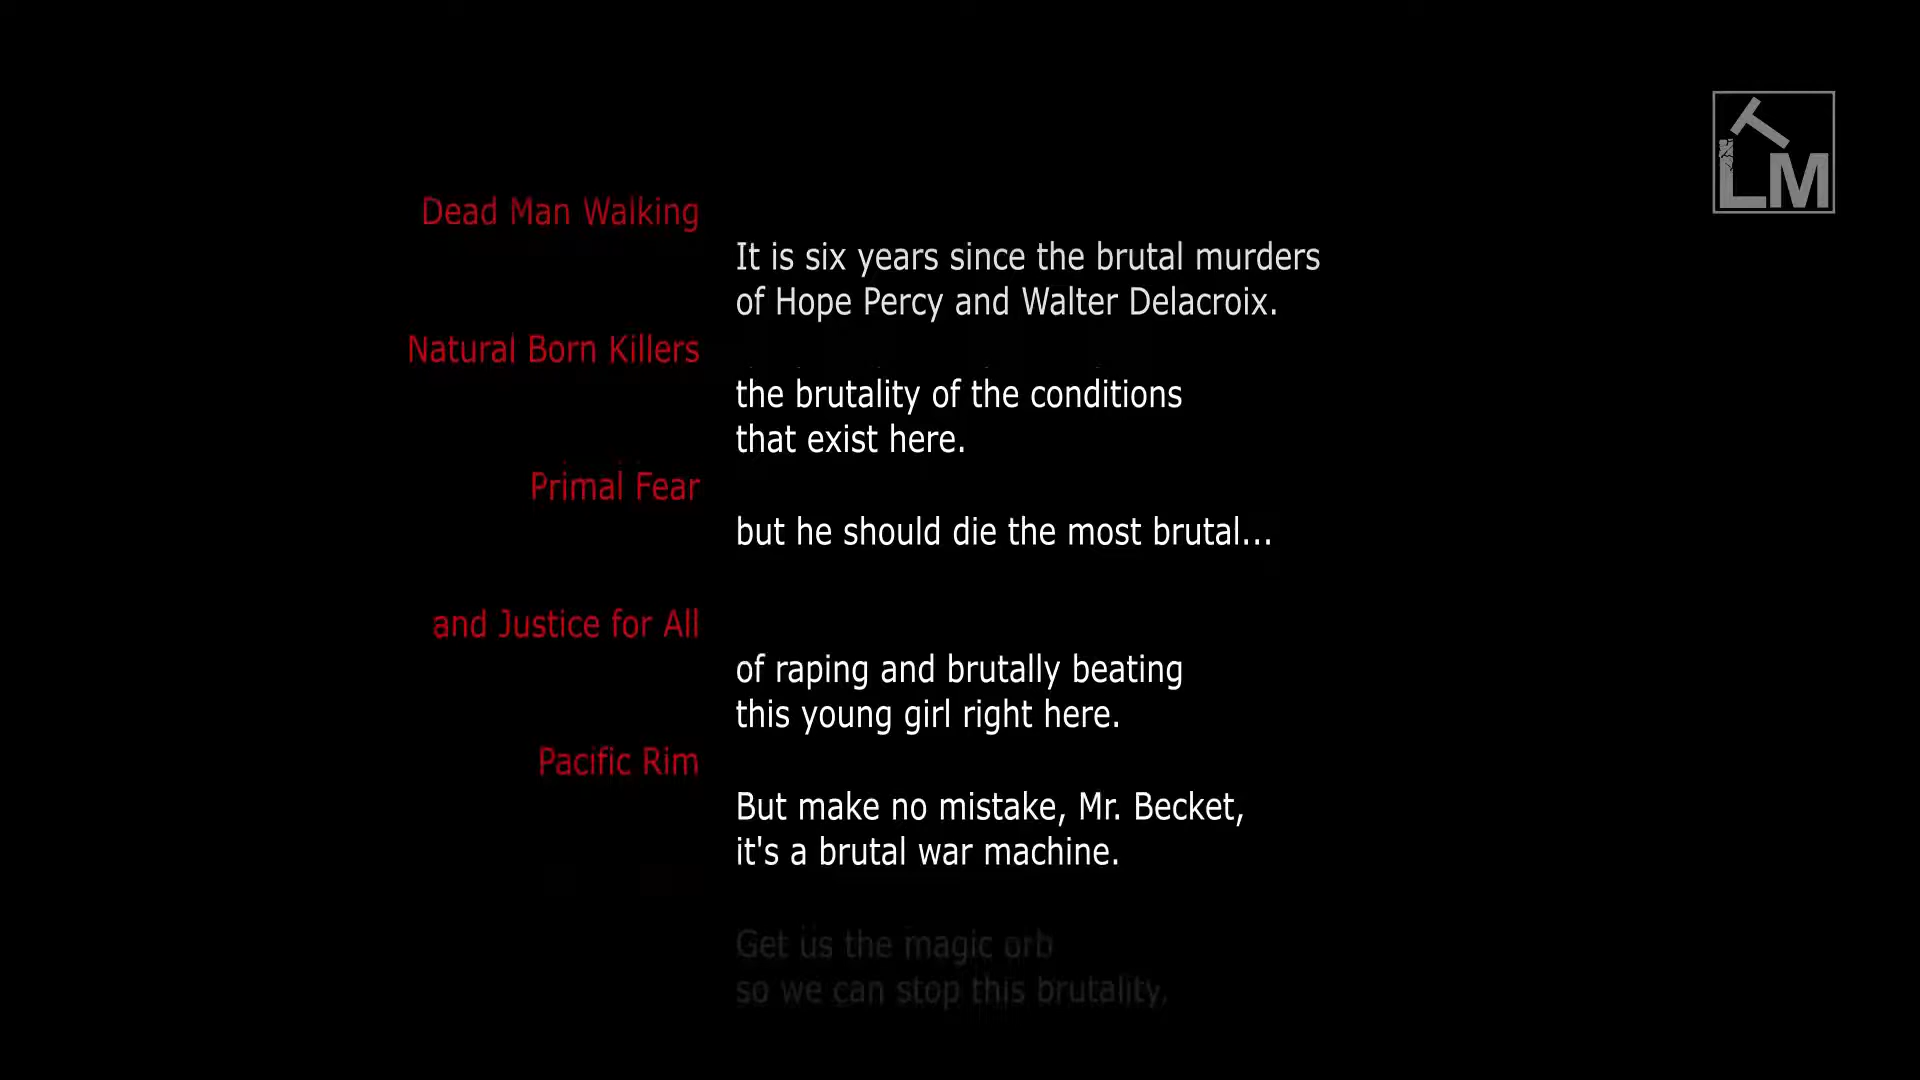 TLM
Dead Man Walking
It is six years since the brutal murders
of Hope Percy and Walter Delacroix.
Natural Born Killers
the brutality of the conditions
that exist here.
Primal Fear
but he should die the most brutal...
and Justice for All
of raping and brutally beating
this young girl right here.
Pacific Rim
But make no mistake, Mr. Becket,
it's a brutal war machine.
Get us the magic orb
so we can stop this brutality.